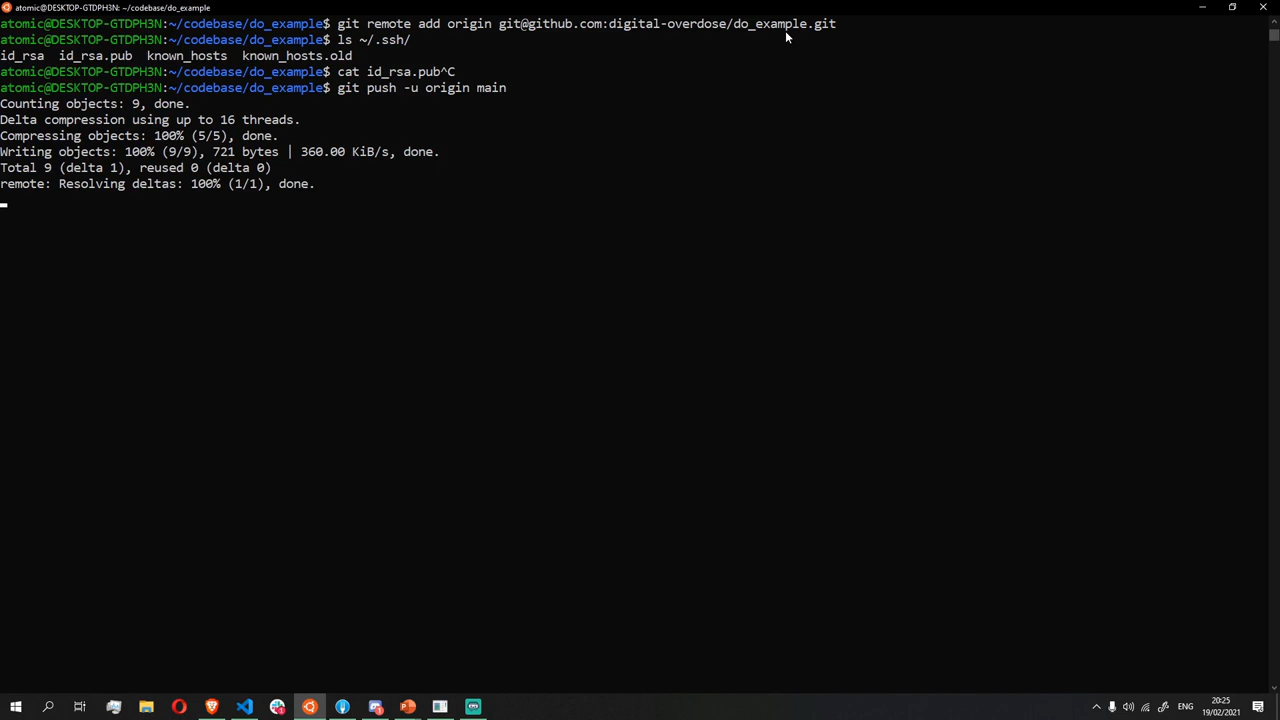 atomic@DESKTOP-GTDPH3N: ~/codebase/do_example
atomic@DESKTOP-GTDPH3N:~/codebase/do_example$ git remote add origin git@github.com:digital-overdose/do_example.git
atomic@DESKTOP-GTDPH3N:~/codebase/do_example$ ls ~/.ssh/
id_rsa  id_rsa.pub  known_hosts  known_hosts.old
atomic@DESKTOP-GTDPH3N:~/codebase/do_example$ cat id_rsa.pub^C
atomic@DESKTOP-GTDPH3N:~/codebase/do_example$ git push -u origin main
Counting objects: 9, done.
Delta compression using up to 16 threads.
Compressing objects: 100% (5/5), done.
Writing objects: 100% (9/9), 721 bytes | 360.00 KiB/s, done.
Total 9 (delta 1), reused 0 (delta 0)
remote: Resolving deltas: 100% (1/1), done.
20:25
19/02/2021